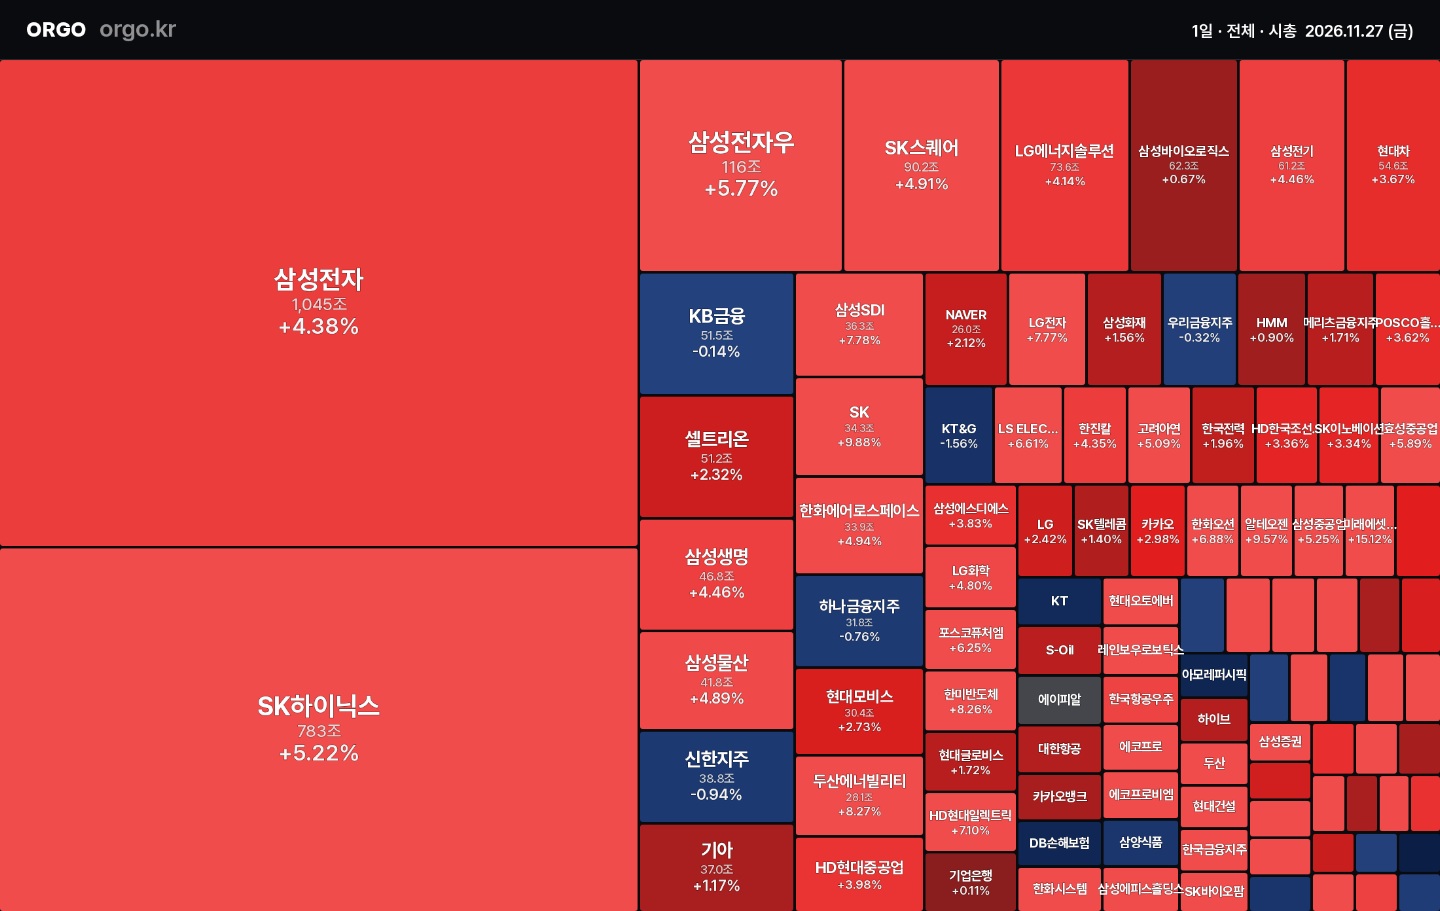 ORGO orgo.kr
1일 · 전체 · 시총 2026.11.27 (금)
삼성전자
1,045조
+4.38%
SK하이닉스
783조
+5.22%
삼성전자우
116조
+5.77%
SK스퀘어
90.2조
+4.91%
LG에너지솔루션
73.6조
+4.14%
삼성바이오로직스
62.3조
+0.67%
삼성전기
61.2조
+4.46%
현대차
54.6조
+3.67%
KB금융
51.5조
-0.14%
셀트리온
51.2조
+2.32%
삼성생명
46.8조
+4.46%
삼성물산
41.8조
+4.89%
신한지주
38.8조
-0.94%
기아
37.0조
+1.17%
삼성SDI
36.3조
+7.78%
SK
34.3조
+9.88%
한화에어로스페이스
33.9조
+4.94%
하나금융지주
31.8조
-0.76%
현대모비스
30.4조
+2.73%
두산에너빌리티
28.1조
+8.27%
HD현대중공업
+3.98%
NAVER
26.0조
+2.12%
LG전자
+7.77%
삼성화재
+1.56%
우리금융지주
-0.32%
HMM
+0.90%
메리츠금융지주
+1.71%
POSCO홀...
+3.62%
KT&G
-1.56%
LS ELEC...
+6.61%
한진칼
+4.35%
고려아연
+5.09%
한국전력
+1.96%
HD한국조선.
+3.36%
SK이노베이션
+3.34%
효성중공업
+5.89%
삼성에스디에스
+3.83%
LG화학
+4.80%
포스코퓨처엠
+6.25%
한미반도체
+8.26%
현대글로비스
+1.72%
HD현대일렉트릭
+7.10%
기업은행
+0.11%
LG
+2.42%
SK텔레콤
+1.40%
카카오
+2.98%
한화오션
+6.88%
알테오젠
+9.57%
삼성중공업
+5.25%
미래에셋...
+15.12%
KT
S-Oil
에이피알
대한항공
카카오뱅크
DB손해보험
한화시스템
현대오토에버
레인보우로보틱스
한국항공우주
에코프로
에코프로비엠
삼양식품
삼성에피스홀딩스
아모레퍼시픽
하이브
두산
현대건설
한국금융지주
SK바이오팜
삼성증권